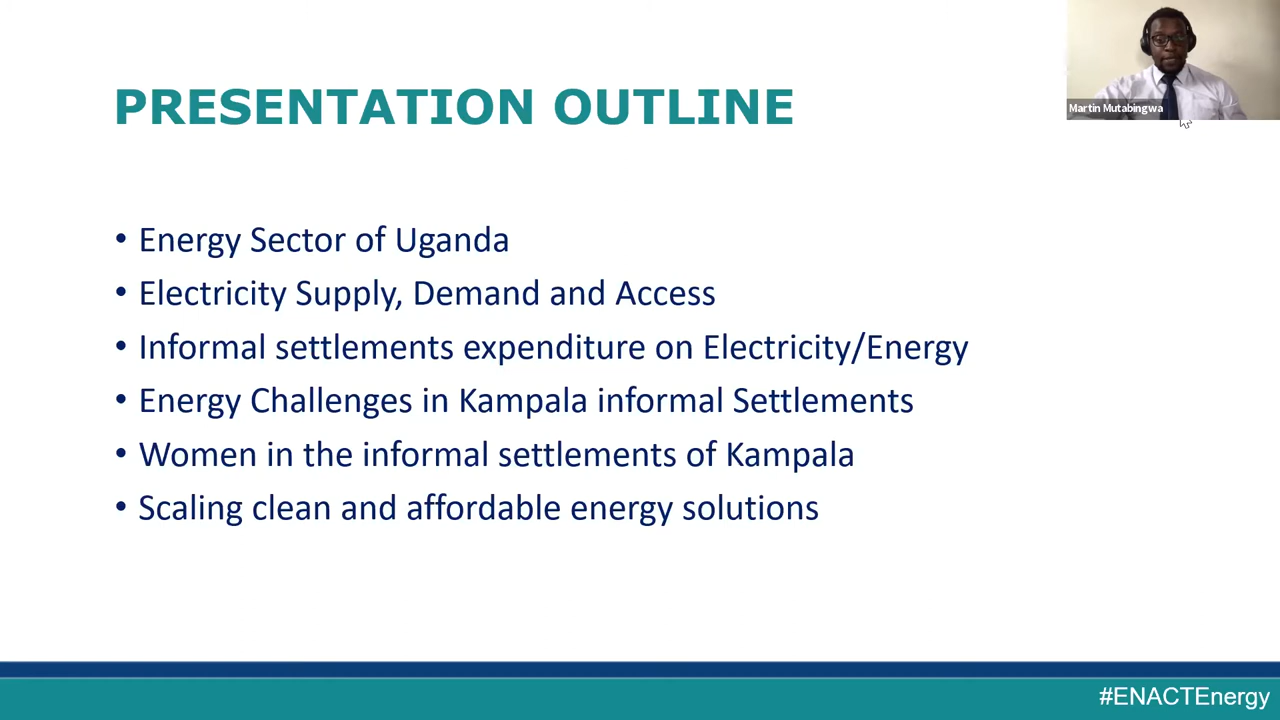 Martin Mutabingwa
PRESENTATION OUTLINE
• Energy Sector of Uganda
• Electricity Supply, Demand and Access
• Informal settlements expenditure on Electricity/Energy
• Energy Challenges in Kampala informal Settlements
• Women in the informal settlements of Kampala
• Scaling clean and affordable energy solutions
#ENACTEnergy